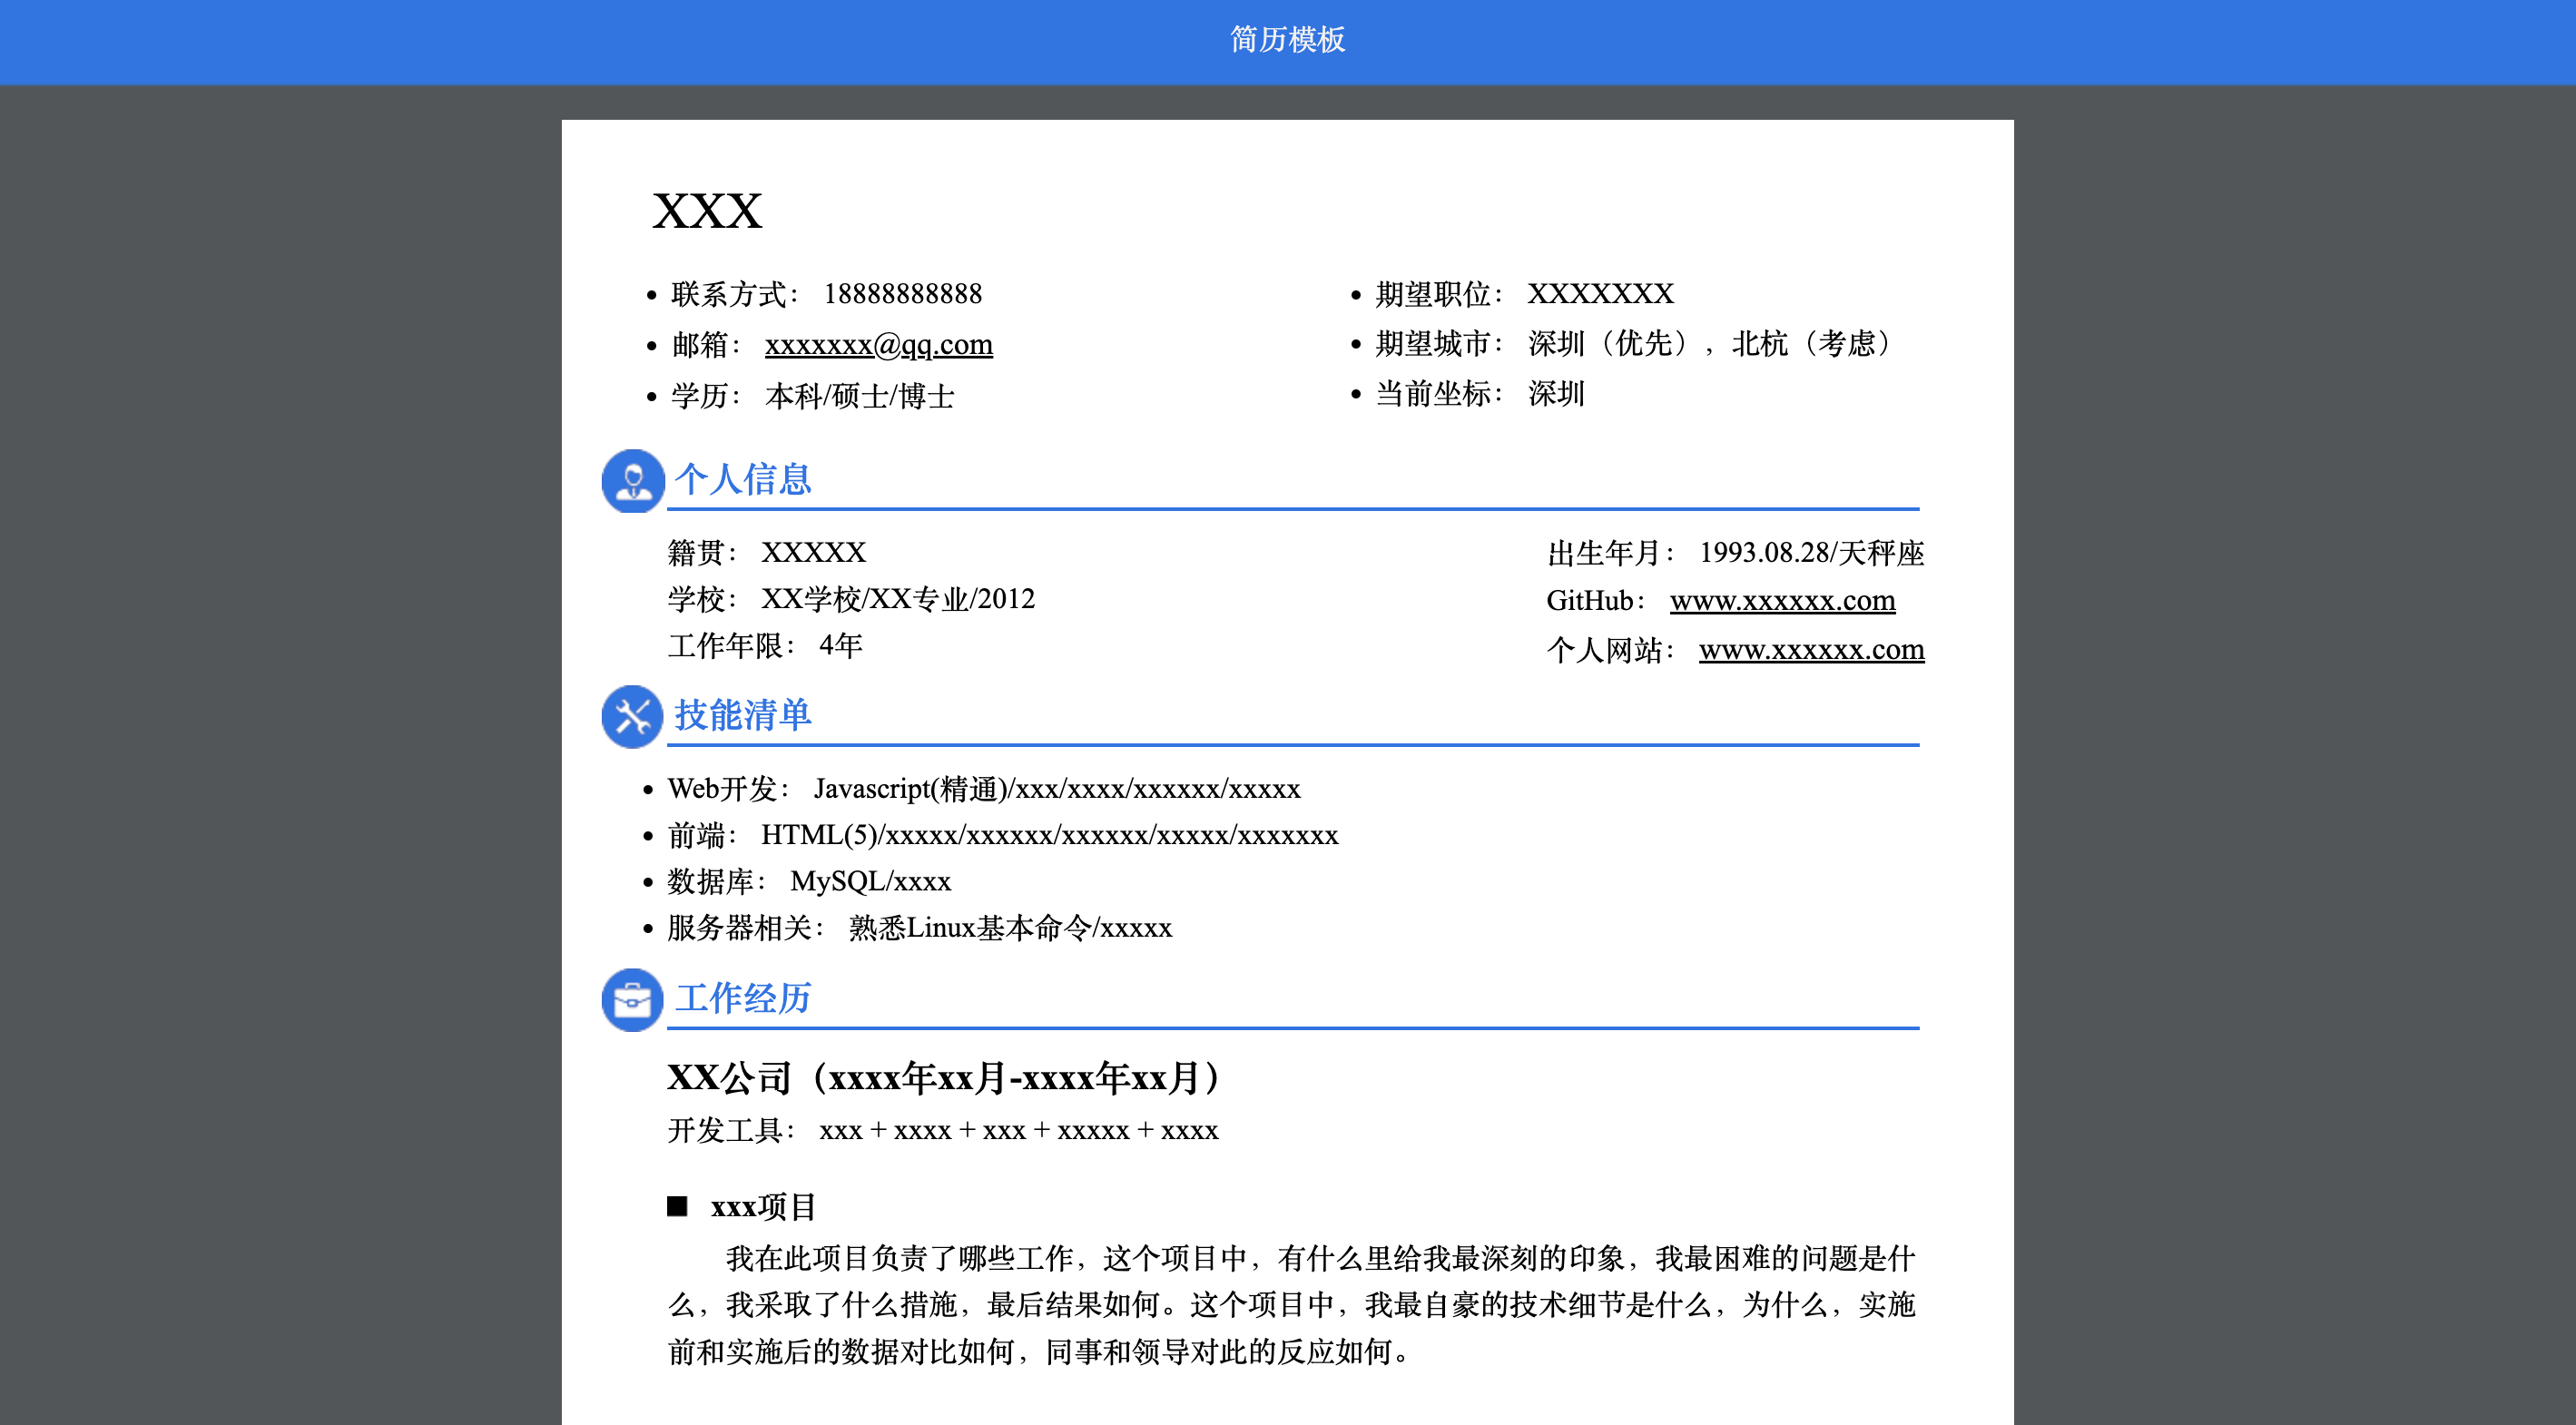 简历模板
XXX
联系方式： 18888888888
邮箱： xxxxxxx@qq.com
学历： 本科/硕士/博士
期望职位： XXXXXXX
期望城市： 深圳（优先），北杭（考虑）
当前坐标： 深圳
个人信息
籍贯： XXXXX
学校： XX学校/XX专业/2012
工作年限： 4年
出生年月： 1993.08.28/天秤座
GitHub： www.xxxxxx.com
个人网站： www.xxxxxx.com
技能清单
Web开发： Javascript(精通)/xxx/xxxx/xxxxxx/xxxxx
前端： HTML(5)/xxxxx/xxxxxx/xxxxxx/xxxxx/xxxxxxx
数据库： MySQL/xxxx
服务器相关： 熟悉Linux基本命令/xxxxx
工作经历
XX公司（xxxx年xx月-xxxx年xx月）
开发工具： xxx + xxxx + xxx + xxxxx + xxxx
xxx项目
我在此项目负责了哪些工作，这个项目中，有什么里给我最深刻的印象，我最困难的问题是什
么，我采取了什么措施，最后结果如何。这个项目中，我最自豪的技术细节是什么，为什么，实施
前和实施后的数据对比如何，同事和领导对此的反应如何。